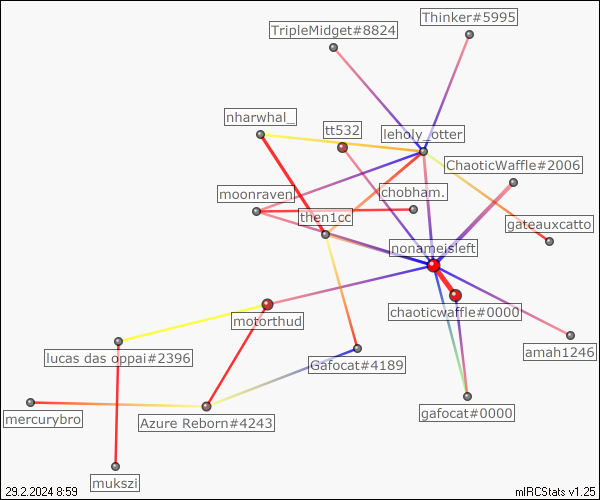 Thinker#5995
TripleMidget#8824
nharwhal_
tt532
leholy_otter
ChaoticWaffle#2006
moonraven
chobham.
then1cc
gateauxcatto
nonameisleft
chaoticwaffle#0000
motorthud
lucas das oppai#2396
Gafocat#4189
amah1246
mercurybro
Azure Reborn#4243
gafocat#0000
mukszi
29.2.2024 8:59
mIRCStats v1.25